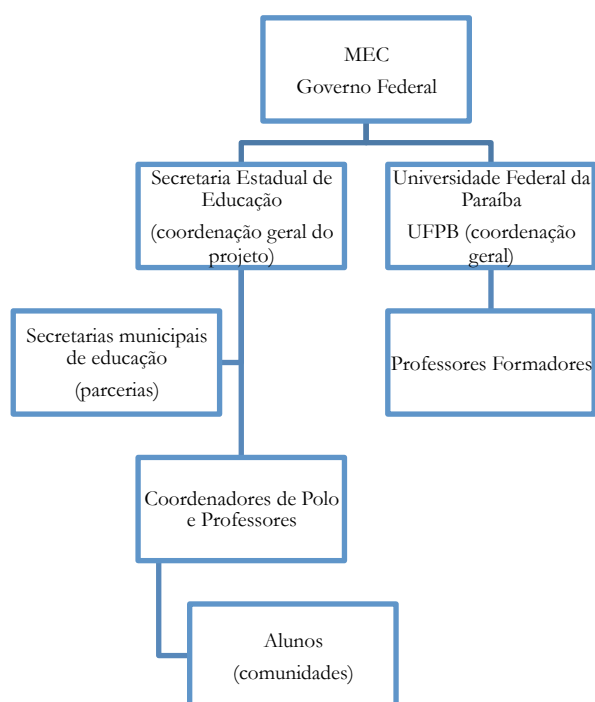 MEC
Governo Federal
Secretaria Estadual de
Educação
(coordenação geral do
projeto)
Universidade Federal da
Paraíba
UFPB (coordenação
geral)
Secretarias municipais
de educação
(parcerias)
Professores Formadores
Coordenadores de Polo
e Professores
Alunos
(comunidades)